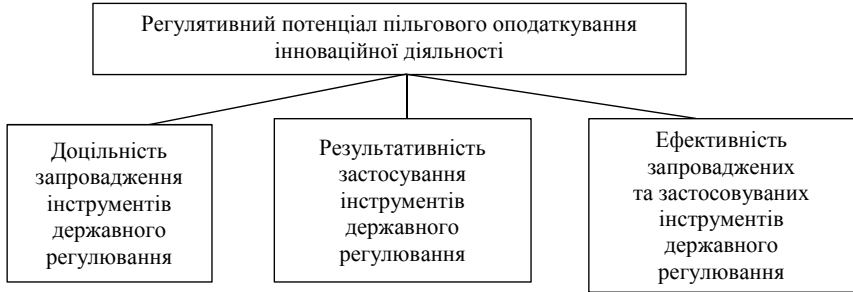 Регулятивний потенціал пільгового оподаткування
інноваційної діяльності
Доцільність
запровадження
інструментів
державного
регулювання
Результативність
застосування
інструментів
державного
регулювання
Ефективність
запроваджених
та застосовуваних
інструментів
державного
регулювання